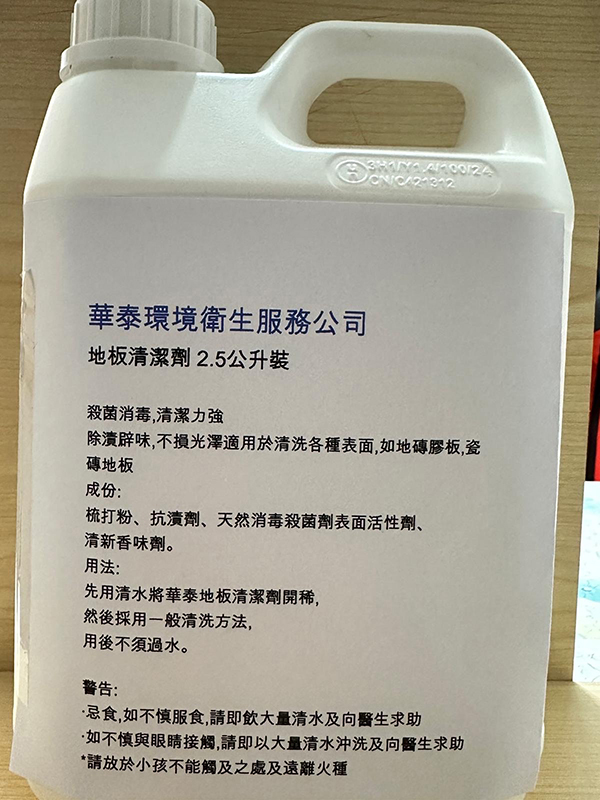 3H1/Y1.4/100/24
CN/C421312
華泰環境衛生服務公司
地板清潔劑 2.5公升裝
殺菌消毒,清潔力強
除漬辟味,不損光澤適用於清洗各種表面,如地磚膠板,瓷
磚地板
成份:
梳打粉、抗漬劑、天然消毒殺菌劑表面活性劑、
清新香味劑。
用法:
先用清水將華泰地板清潔劑開稀,
然後採用一般清洗方法,
用後不須過水。
警告:
·忌食,如不慎服食,請即飲大量清水及向醫生求助
·如不慎與眼睛接觸,請即以大量清水沖洗及向醫生求助
*請放於小孩不能觸及之處及遠離火種